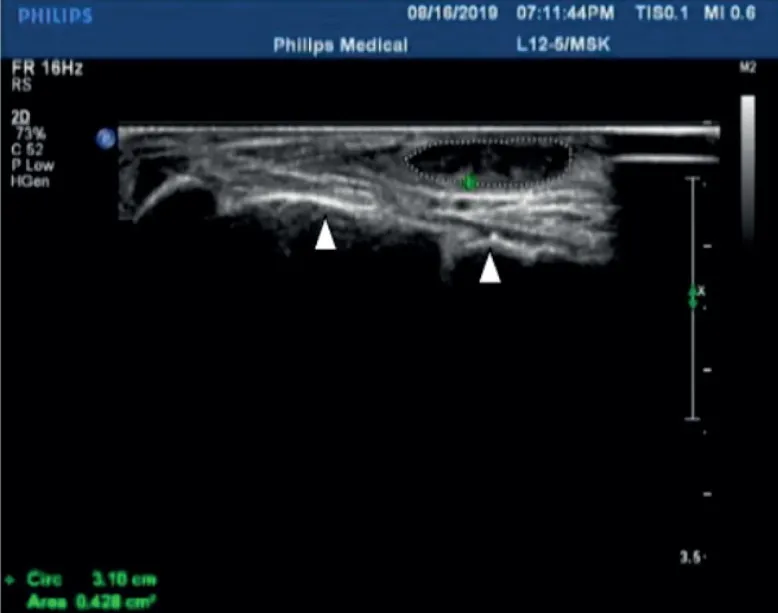 PHILIPS
08/16/2019 07:11:44PM TIS0.1 MI 0.6
Philips Medical L12-5/MSK
FR 16Hz
RS
M2
2D
73%
C 52
P Low
HGen
X
3.5
Circ 3.10 cm
Area 0.428 cm²